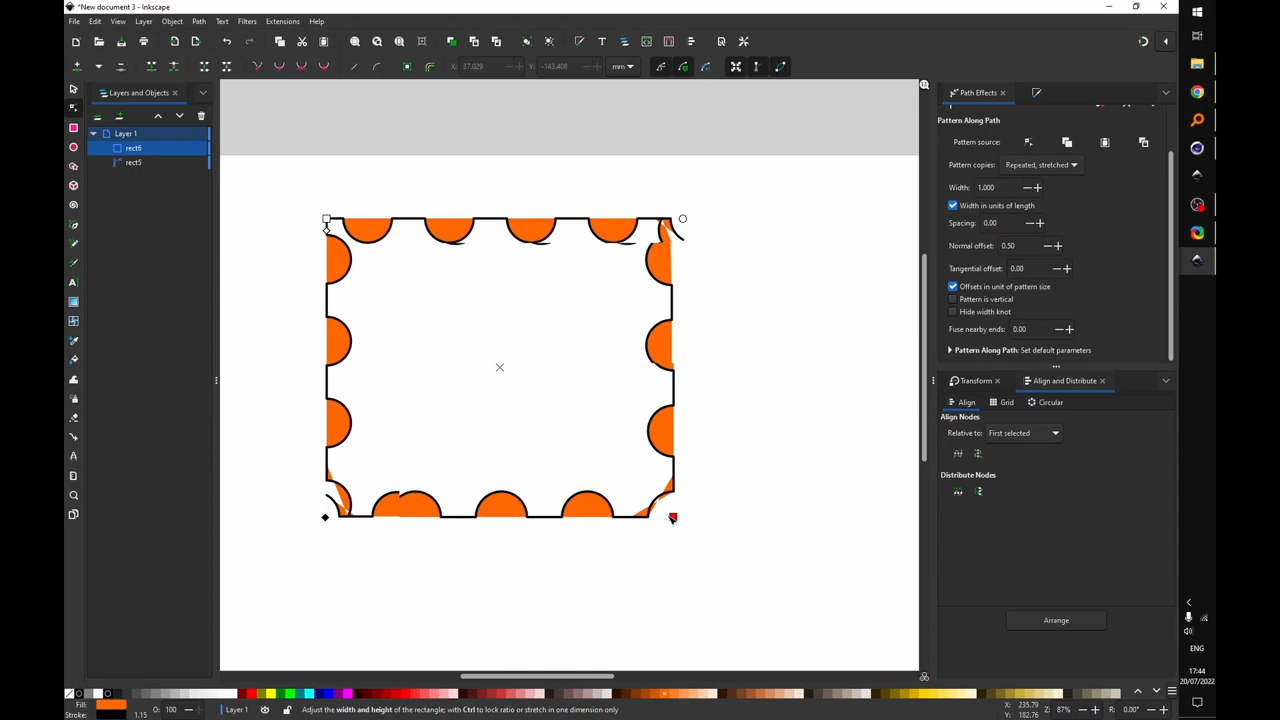 *New document 3 - Inkscape
File Edit View Layer Object Path Text Filters Extensions Help
X: 37.029 Y: -143.408 mm
Layers and Objects
Layer 1
rect6
rect5
Path Effects
Pattern Along Path
Pattern source:
Pattern copies: Repeated, stretched
Width: 1.000
Width in units of length
Spacing: 0.00
Normal offset: 0.50
Tangential offset: 0.00
Offsets in unit of pattern size
Pattern is vertical
Hide width knot
Fuse nearby ends: 0.00
Pattern Along Path: Set default parameters
Transform Align and Distribute
Align Grid Circular
Align Nodes
Relative to: First selected
Distribute Nodes
Arrange
ENG
17:44
20/07/2022
Fill:
Stroke: 1.15
O: 100
Layer 1
Adjust the width and height of the rectangle; with Ctrl to lock ratio or stretch in one dimension only
X: 235.79
Y: 182.76
Z: 87%
R: 0.00°